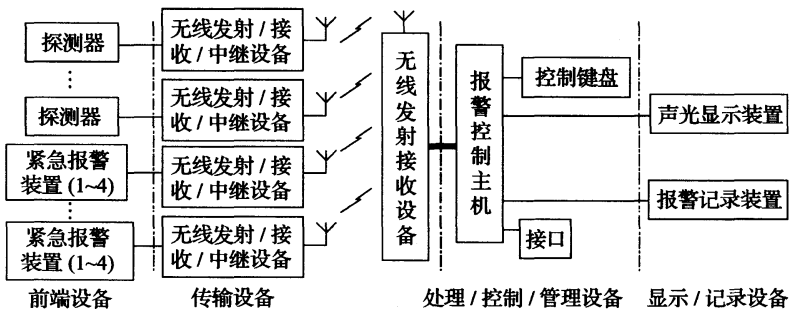 探测器
无线发射 / 接
收 / 中继设备
⋮
探测器
无线发射 / 接
收 / 中继设备
紧急报警
装置 (1~4)
无线发射 / 接
收 / 中继设备
⋮
紧急报警
装置 (1~4)
无线发射 / 接
收 / 中继设备
无线发射接收设备
报警控制主机
控制键盘
声光显示装置
报警记录装置
接口
前端设备
传输设备
处理 / 控制 / 管理设备
显示 / 记录设备